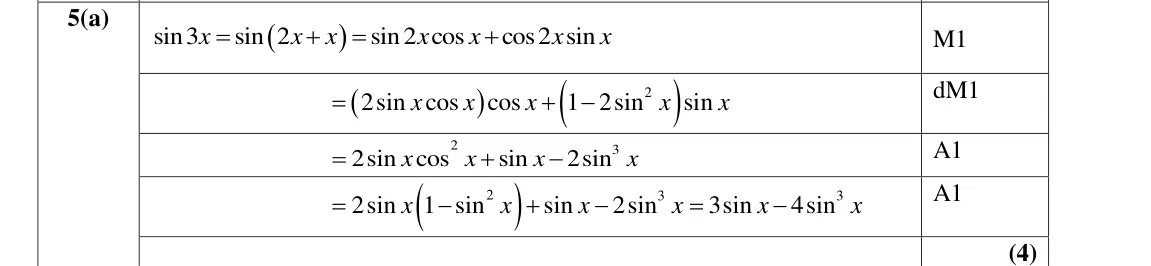 5(a) sin 3x = sin(2x + x) = sin 2x cos x + cos 2x sin x M1
= (2 sin x cos x) cos x + (1 − 2 sin² x) sin x dM1
= 2 sin x cos² x + sin x − 2 sin³ x A1
= 2 sin x (1 − sin² x) + sin x − 2 sin³ x = 3 sin x − 4 sin³ x A1
(4)